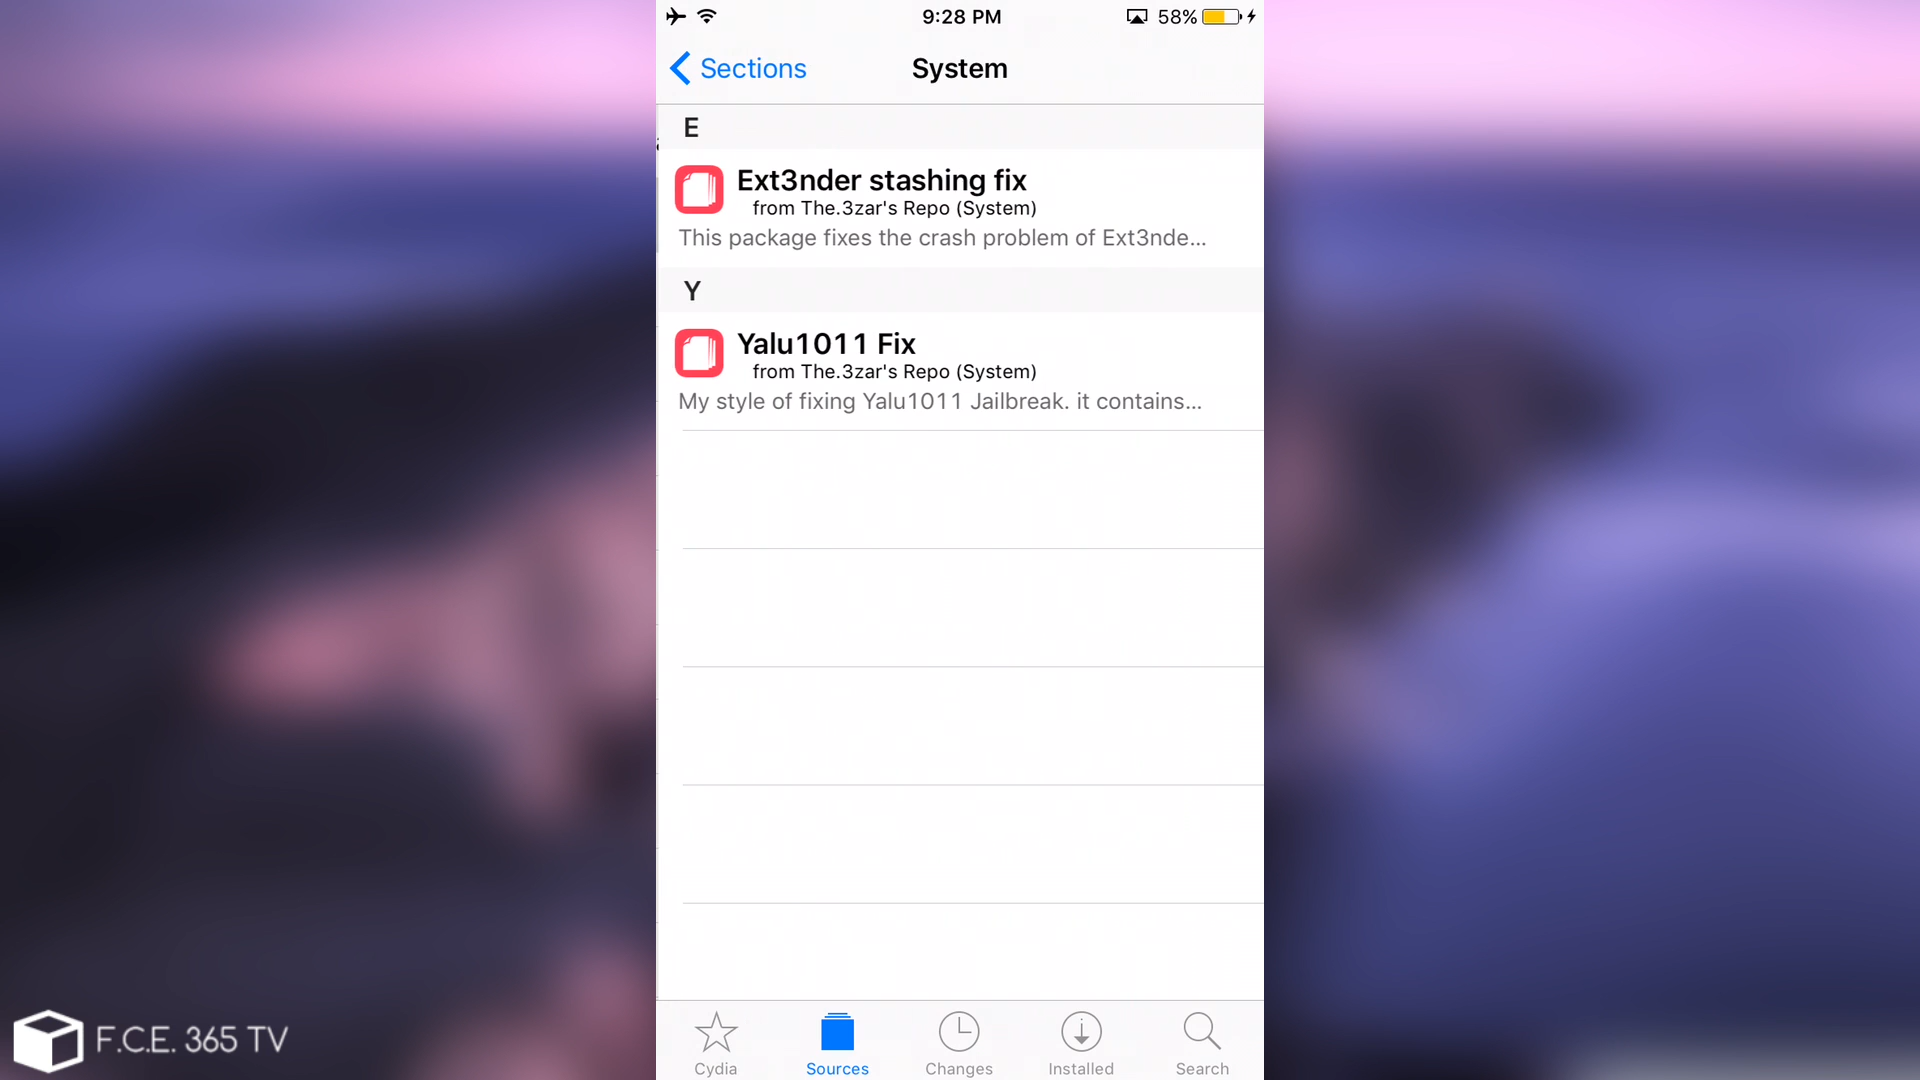 9:28 PM
58%
Sections
System
E
Ext3nder stashing fix
from The.3zar's Repo (System)
This package fixes the crash problem of Ext3nde...
Y
Yalu1011 Fix
from The.3zar's Repo (System)
My style of fixing Yalu1011 Jailbreak. it contains...
Cydia
Sources
Changes
Installed
Search
F.C.E. 365 TV